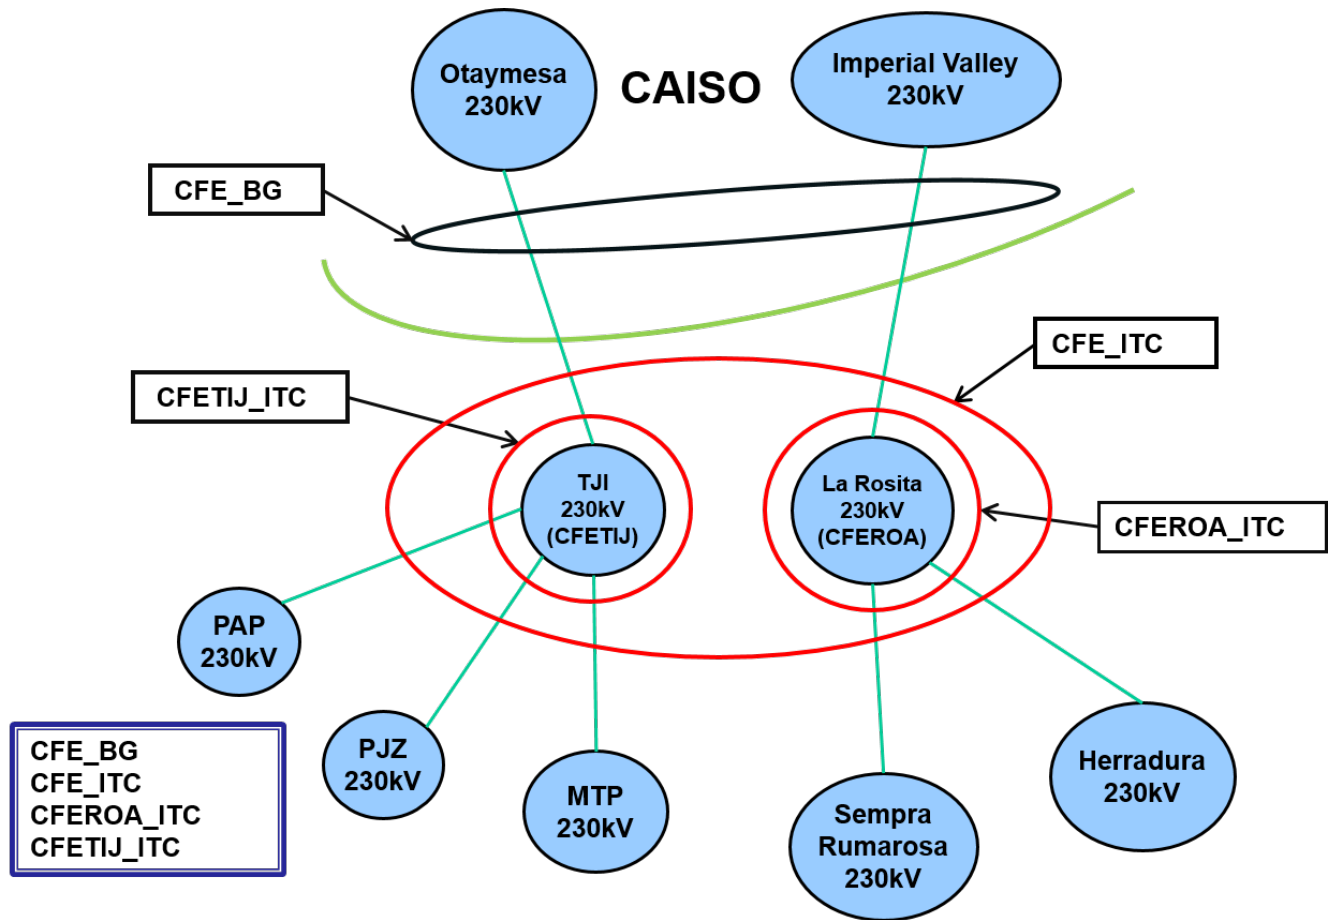 Otaymesa
230kV
CAISO
Imperial Valley
230kV
CFE_BG
CFE_ITC
CFETIJ_ITC
TJI
230kV
(CFETIJ)
La Rosita
230kV
(CFEROA)
CFEROA_ITC
PAP
230kV
PJZ
230kV
MTP
230kV
Sempra
Rumarosa
230kV
Herradura
230kV
CFE_BG
CFE_ITC
CFEROA_ITC
CFETIJ_ITC